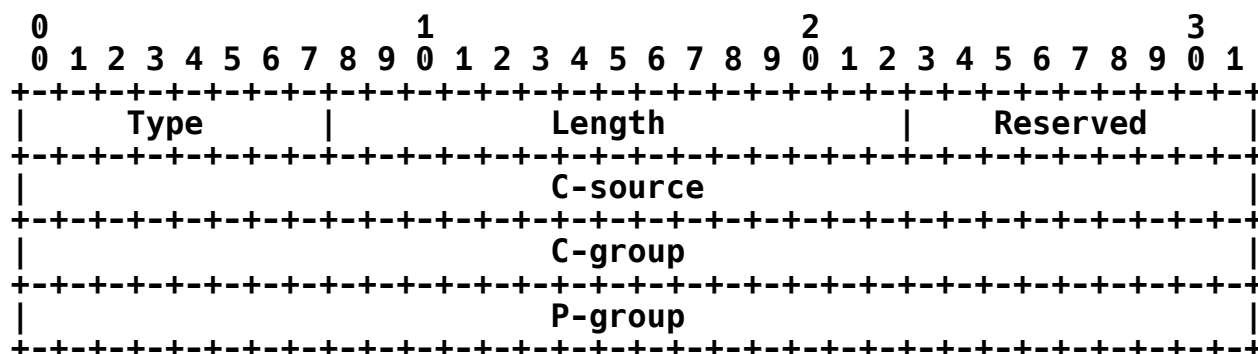 0                   1                   2                   3
 0 1 2 3 4 5 6 7 8 9 0 1 2 3 4 5 6 7 8 9 0 1 2 3 4 5 6 7 8 9 0 1
+-+-+-+-+-+-+-+-+-+-+-+-+-+-+-+-+-+-+-+-+-+-+-+-+-+-+-+-+-+-+-+-+
|     Type      |           Length            |    Reserved     |
+-+-+-+-+-+-+-+-+-+-+-+-+-+-+-+-+-+-+-+-+-+-+-+-+-+-+-+-+-+-+-+-+
|                           C-source                            |
+-+-+-+-+-+-+-+-+-+-+-+-+-+-+-+-+-+-+-+-+-+-+-+-+-+-+-+-+-+-+-+-+
|                           C-group                             |
+-+-+-+-+-+-+-+-+-+-+-+-+-+-+-+-+-+-+-+-+-+-+-+-+-+-+-+-+-+-+-+-+
|                           P-group                             |
+-+-+-+-+-+-+-+-+-+-+-+-+-+-+-+-+-+-+-+-+-+-+-+-+-+-+-+-+-+-+-+-+